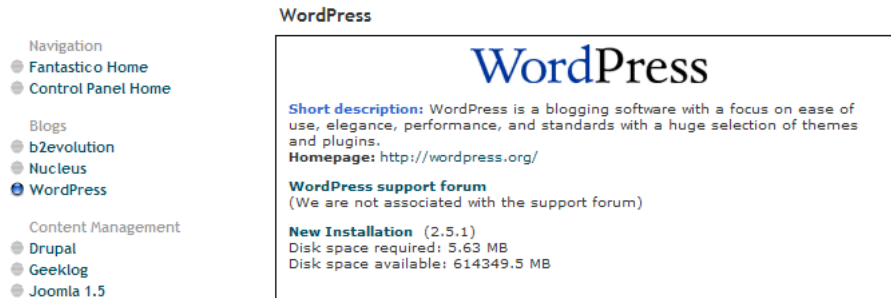 WordPress
Navigation
Fantastico Home
Control Panel Home
Blogs
b2evolution
Nucleus
WordPress
Content Management
Drupal
Geeklog
Joomla 1.5
WordPress
Short description: WordPress is a blogging software with a focus on ease of
use, elegance, performance, and standards with a huge selection of themes
and plugins.
Homepage: http://wordpress.org/
WordPress support forum
(We are not associated with the support forum)
New Installation (2.5.1)
Disk space required: 5.63 MB
Disk space available: 614349.5 MB